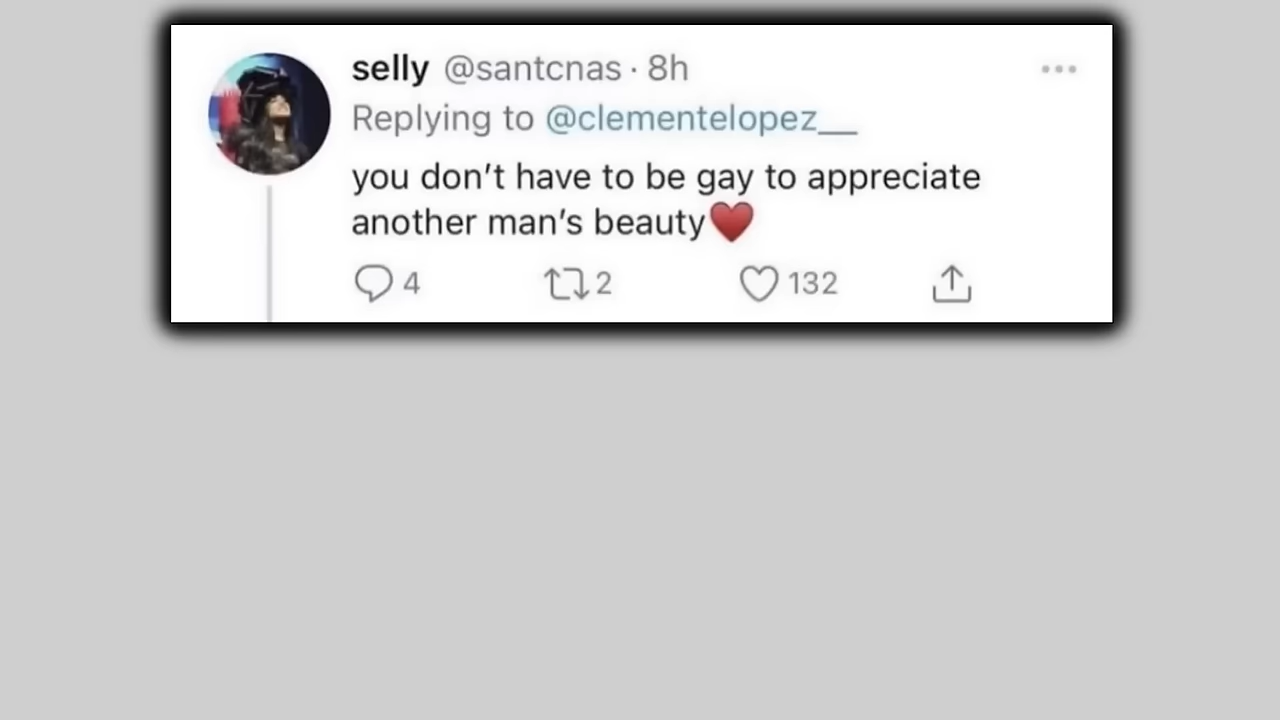 selly @santcnas · 8h
Replying to @clementelopez__
you don’t have to be gay to appreciate
another man’s beauty♥️
4 2 132